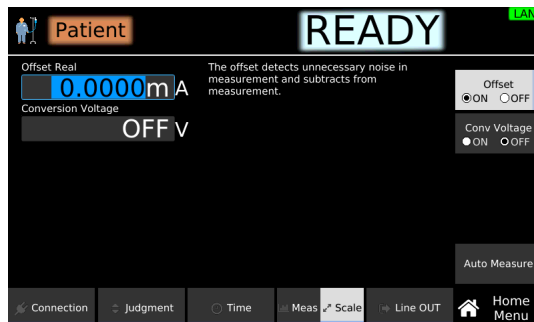 Patient
READY
LAN
Offset Real
0.0000m A
Conversion Voltage
OFF V
The offset detects unnecessary noise in
measurement and subtracts from
measurement.
Offset
ON OFF
Conv Voltage
ON OFF
Auto Measure
Connection
Judgment
Time
Meas
Scale
Line OUT
Home
Menu